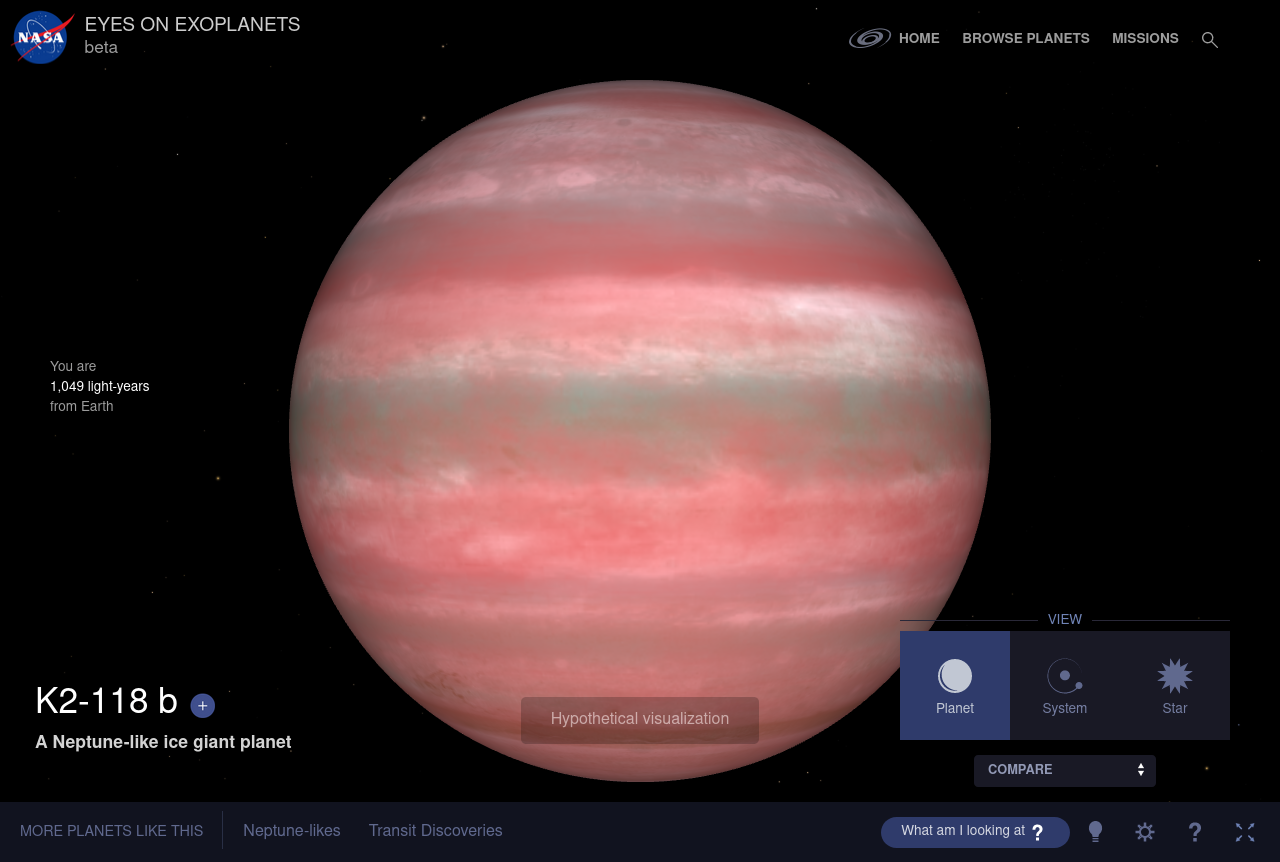 NASA
EYES ON EXOPLANETS
beta
HOME
BROWSE PLANETS
MISSIONS
You are
1,049 light-years
from Earth
VIEW
Planet
System
Star
K2-118 b +
A Neptune-like ice giant planet
Hypothetical visualization
COMPARE
MORE PLANETS LIKE THIS
Neptune-likes
Transit Discoveries
What am I looking at ?
?